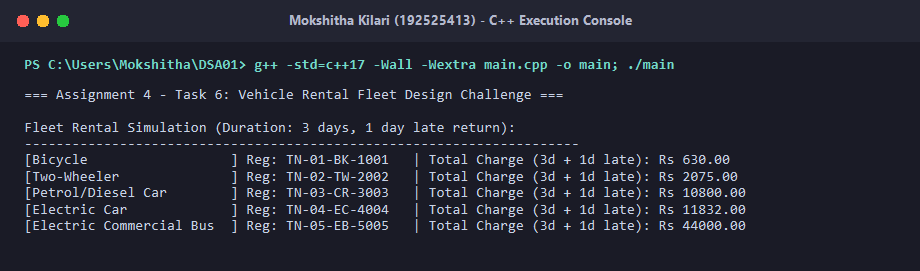 Mokshitha Kilari (192525413) - C++ Execution Console
PS C:\Users\Mokshitha\DSA01> g++ -std=c++17 -Wall -Wextra main.cpp -o main; ./main
=== Assignment 4 - Task 6: Vehicle Rental Fleet Design Challenge ===
Fleet Rental Simulation (Duration: 3 days, 1 day late return):
---------------------------------------------------------------------
[Bicycle                 ] Reg: TN-01-BK-1001   | Total Charge (3d + 1d late): Rs 630.00
[Two-Wheeler             ] Reg: TN-02-TW-2002   | Total Charge (3d + 1d late): Rs 2075.00
[Petrol/Diesel Car       ] Reg: TN-03-CR-3003   | Total Charge (3d + 1d late): Rs 10800.00
[Electric Car            ] Reg: TN-04-EC-4004   | Total Charge (3d + 1d late): Rs 11832.00
[Electric Commercial Bus  ] Reg: TN-05-EB-5005   | Total Charge (3d + 1d late): Rs 44000.00